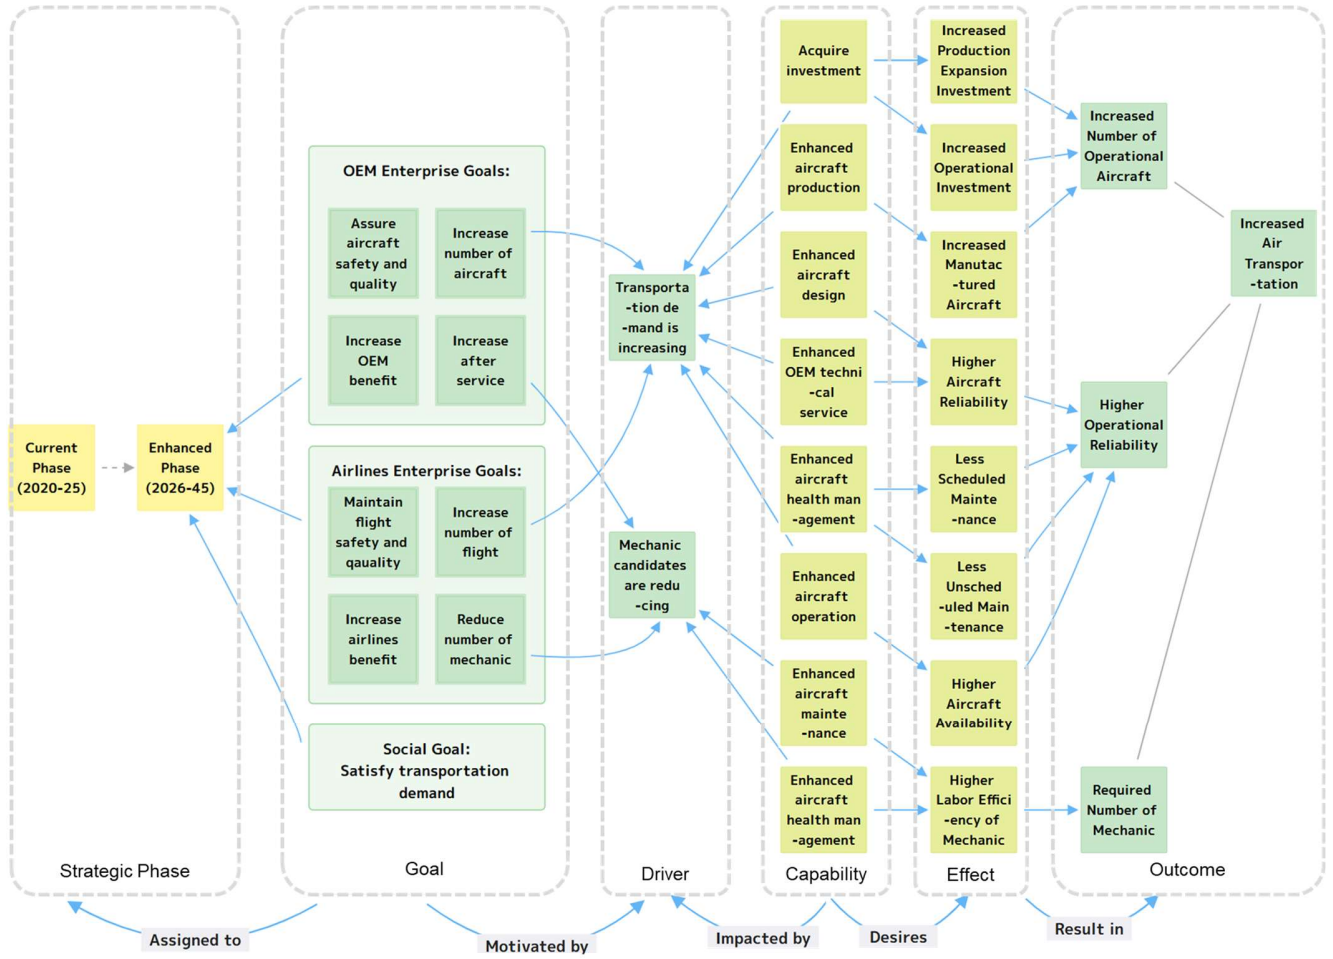 Current
Phase
(2020-25)
Enhanced
Phase
(2026-45)
Strategic Phase
OEM Enterprise Goals:
Assure
aircraft
safety and
quality
Increase
number of
aircraft
Increase
OEM
benefit
Increase
after
service
Airlines Enterprise Goals:
Maintain
flight
safety and
qauality
Increase
number of
flight
Increase
airlines
benefit
Reduce
number of
mechanic
Social Goal:
Satisfy transportation
demand
Goal
Transporta
-tion de
-mand is
increasing
Mechanic
candidates
are redu
-cing
Driver
Acquire
investment
Enhanced
aircraft
production
Enhanced
aircraft
design
Enhanced
OEM techni
-cal
service
Enhanced
aircraft
health man
-agement
Enhanced
aircraft
operation
Enhanced
aircraft
mainte
-nance
Enhanced
aircraft
health man
-agement
Capability
Increased
Production
Expansion
Investment
Increased
Operational
Investment
Increased
Manutac
-tured
Aircraft
Higher
Aircraft
Reliability
Less
Scheduled
Mainte
-nance
Less
Unsched
-uled Main
-tenance
Higher
Aircraft
Availability
Higher
Labor Effici
-ency of
Mechanic
Effect
Increased
Number of
Operational
Aircraft
Increased
Air
Transpor
-tation
Higher
Operational
Reliability
Required
Number of
Mechanic
Outcome
Assigned to
Motivated by
Impacted by
Desires
Result in